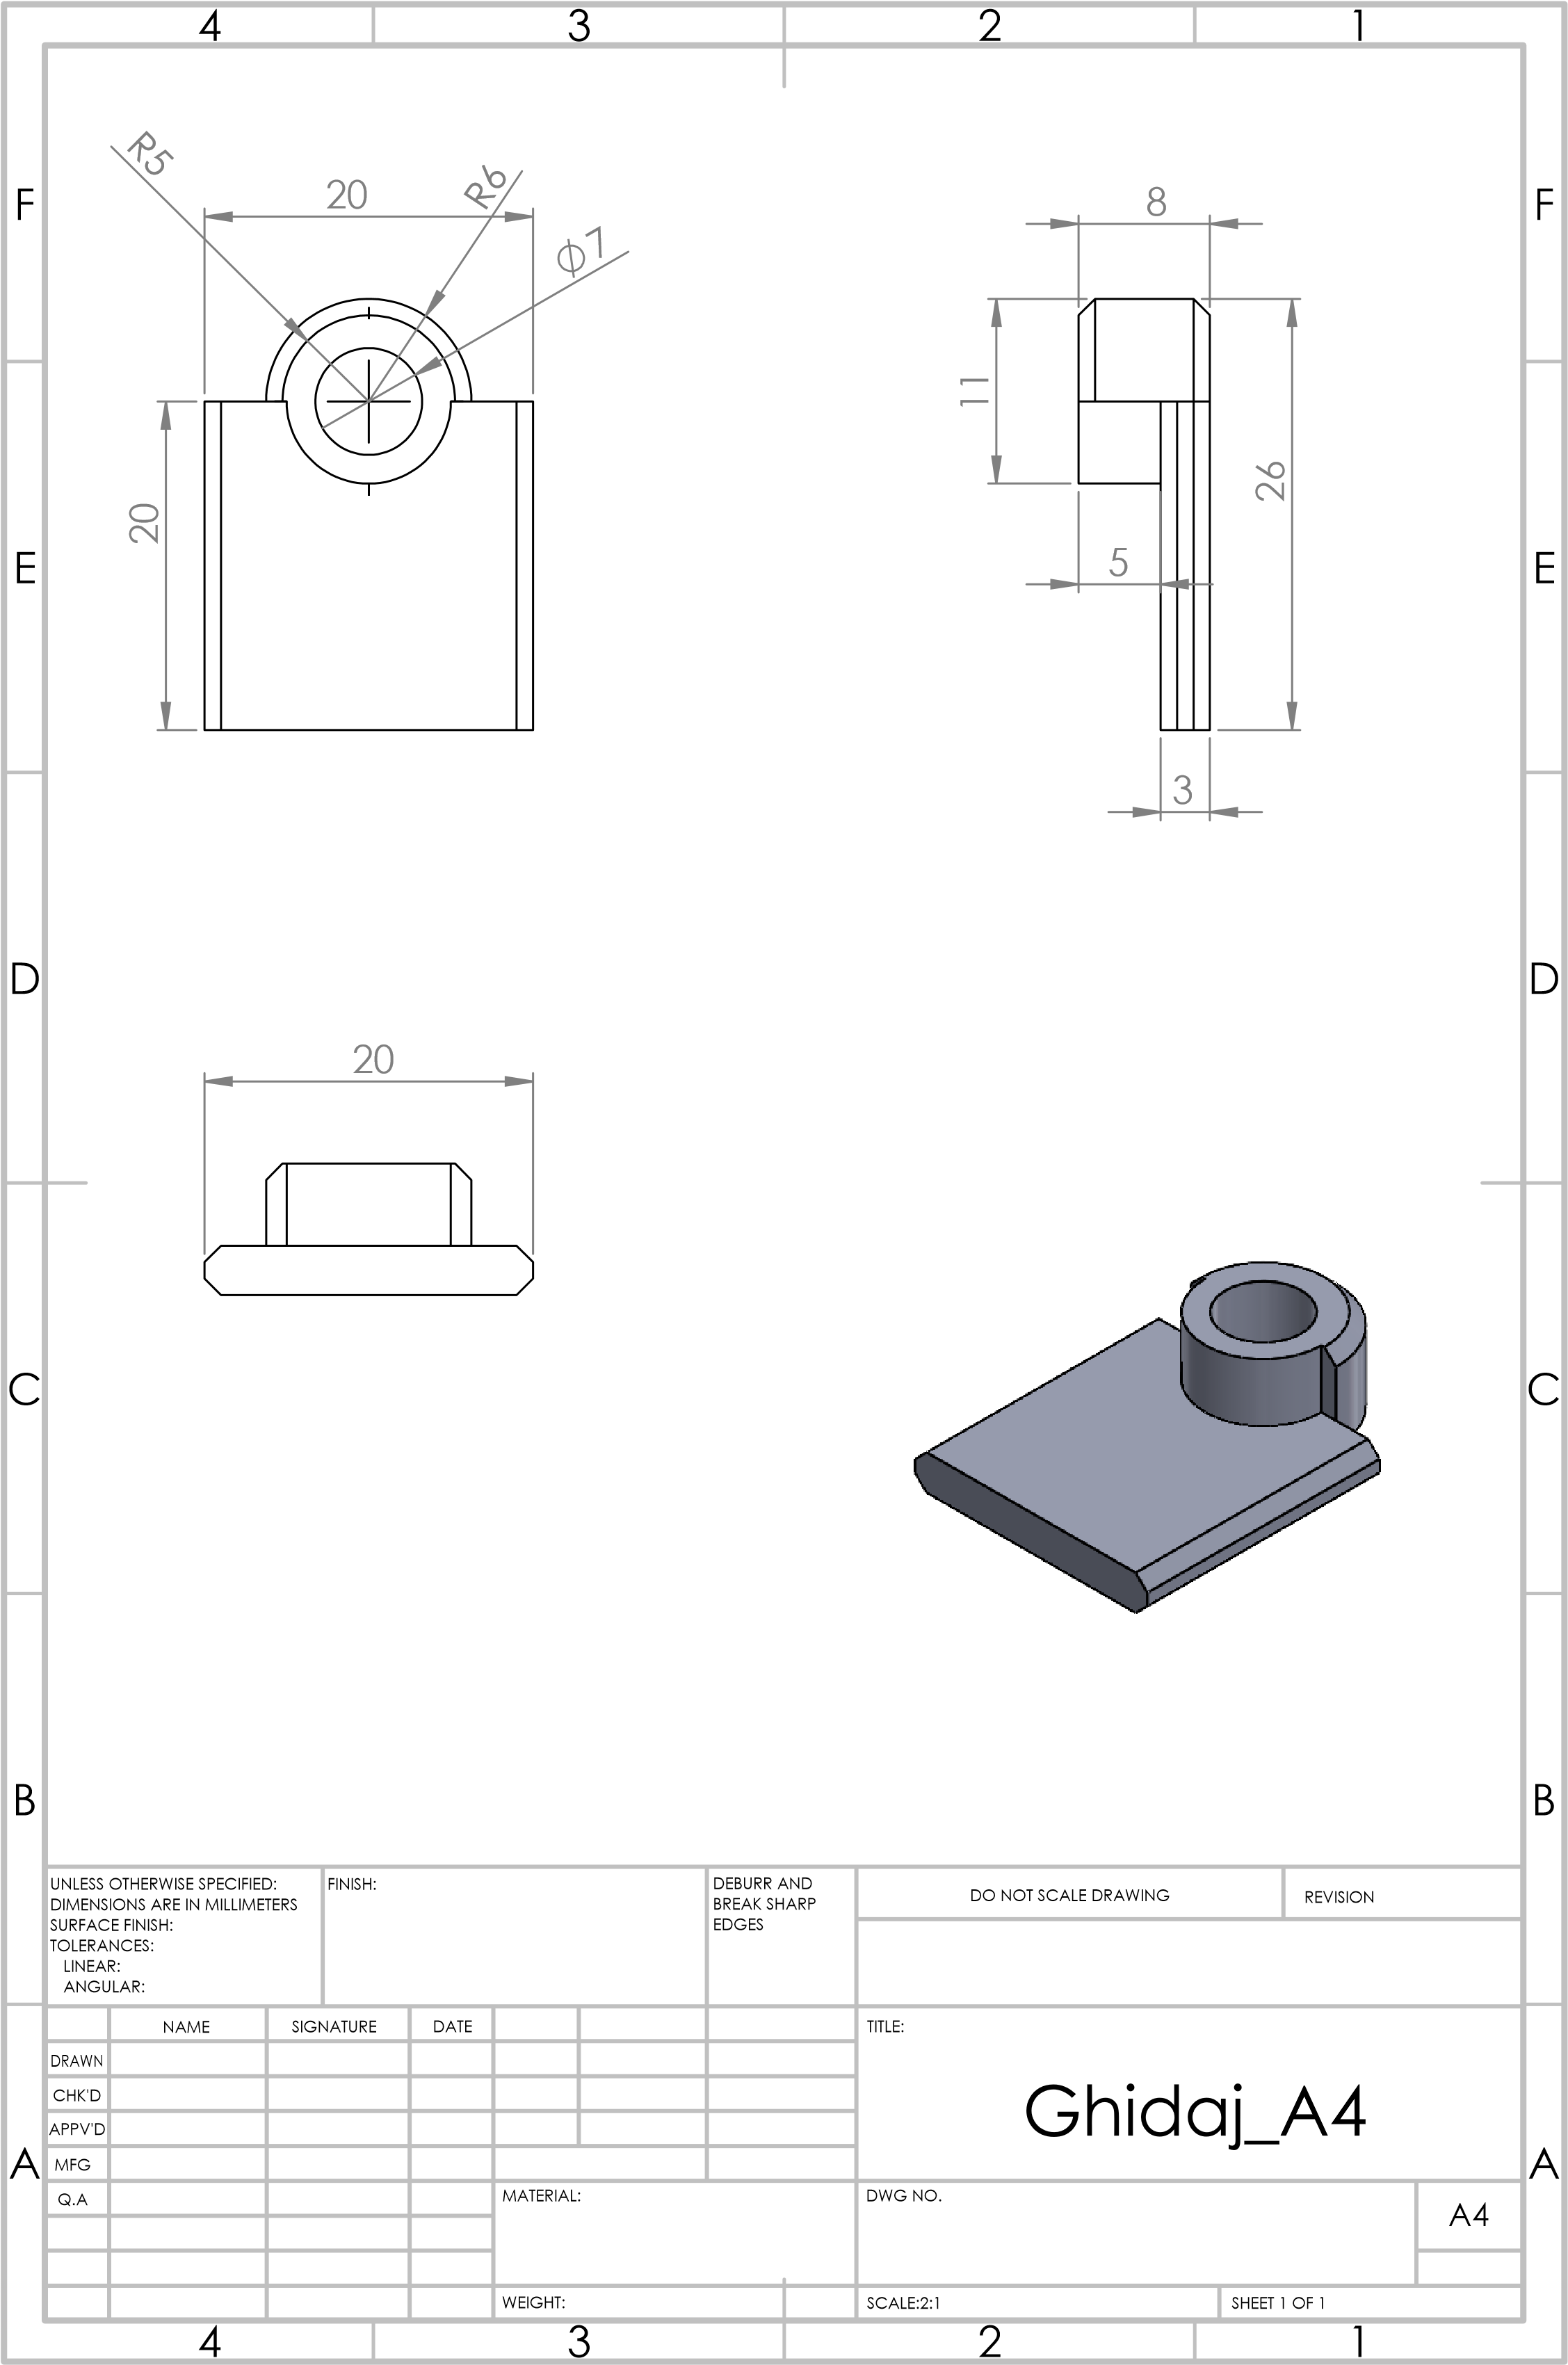 4 3 2 1
F F
E E
D D
C C
B B
A A
R5
20
R6
⌀7
20
8
11
26
5
3
20
UNLESS OTHERWISE SPECIFIED:
DIMENSIONS ARE IN MILLIMETERS
SURFACE FINISH:
TOLERANCES:
LINEAR:
ANGULAR:
FINISH:
DEBURR AND
BREAK SHARP
EDGES
DO NOT SCALE DRAWING
REVISION
NAME SIGNATURE DATE
DRAWN
CHK'D
APPV'D
MFG
Q.A
TITLE:
Ghidaj_A4
MATERIAL:
DWG NO.
A4
WEIGHT:
SCALE:2:1
SHEET 1 OF 1
4 3 2 1